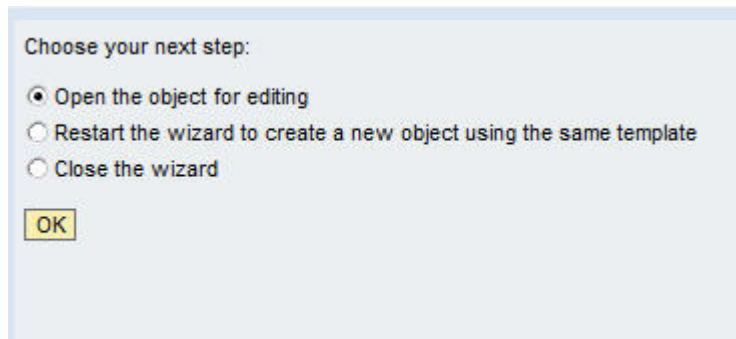 Choose your next step:
Open the object for editing
Restart the wizard to create a new object using the same template
Close the wizard
OK